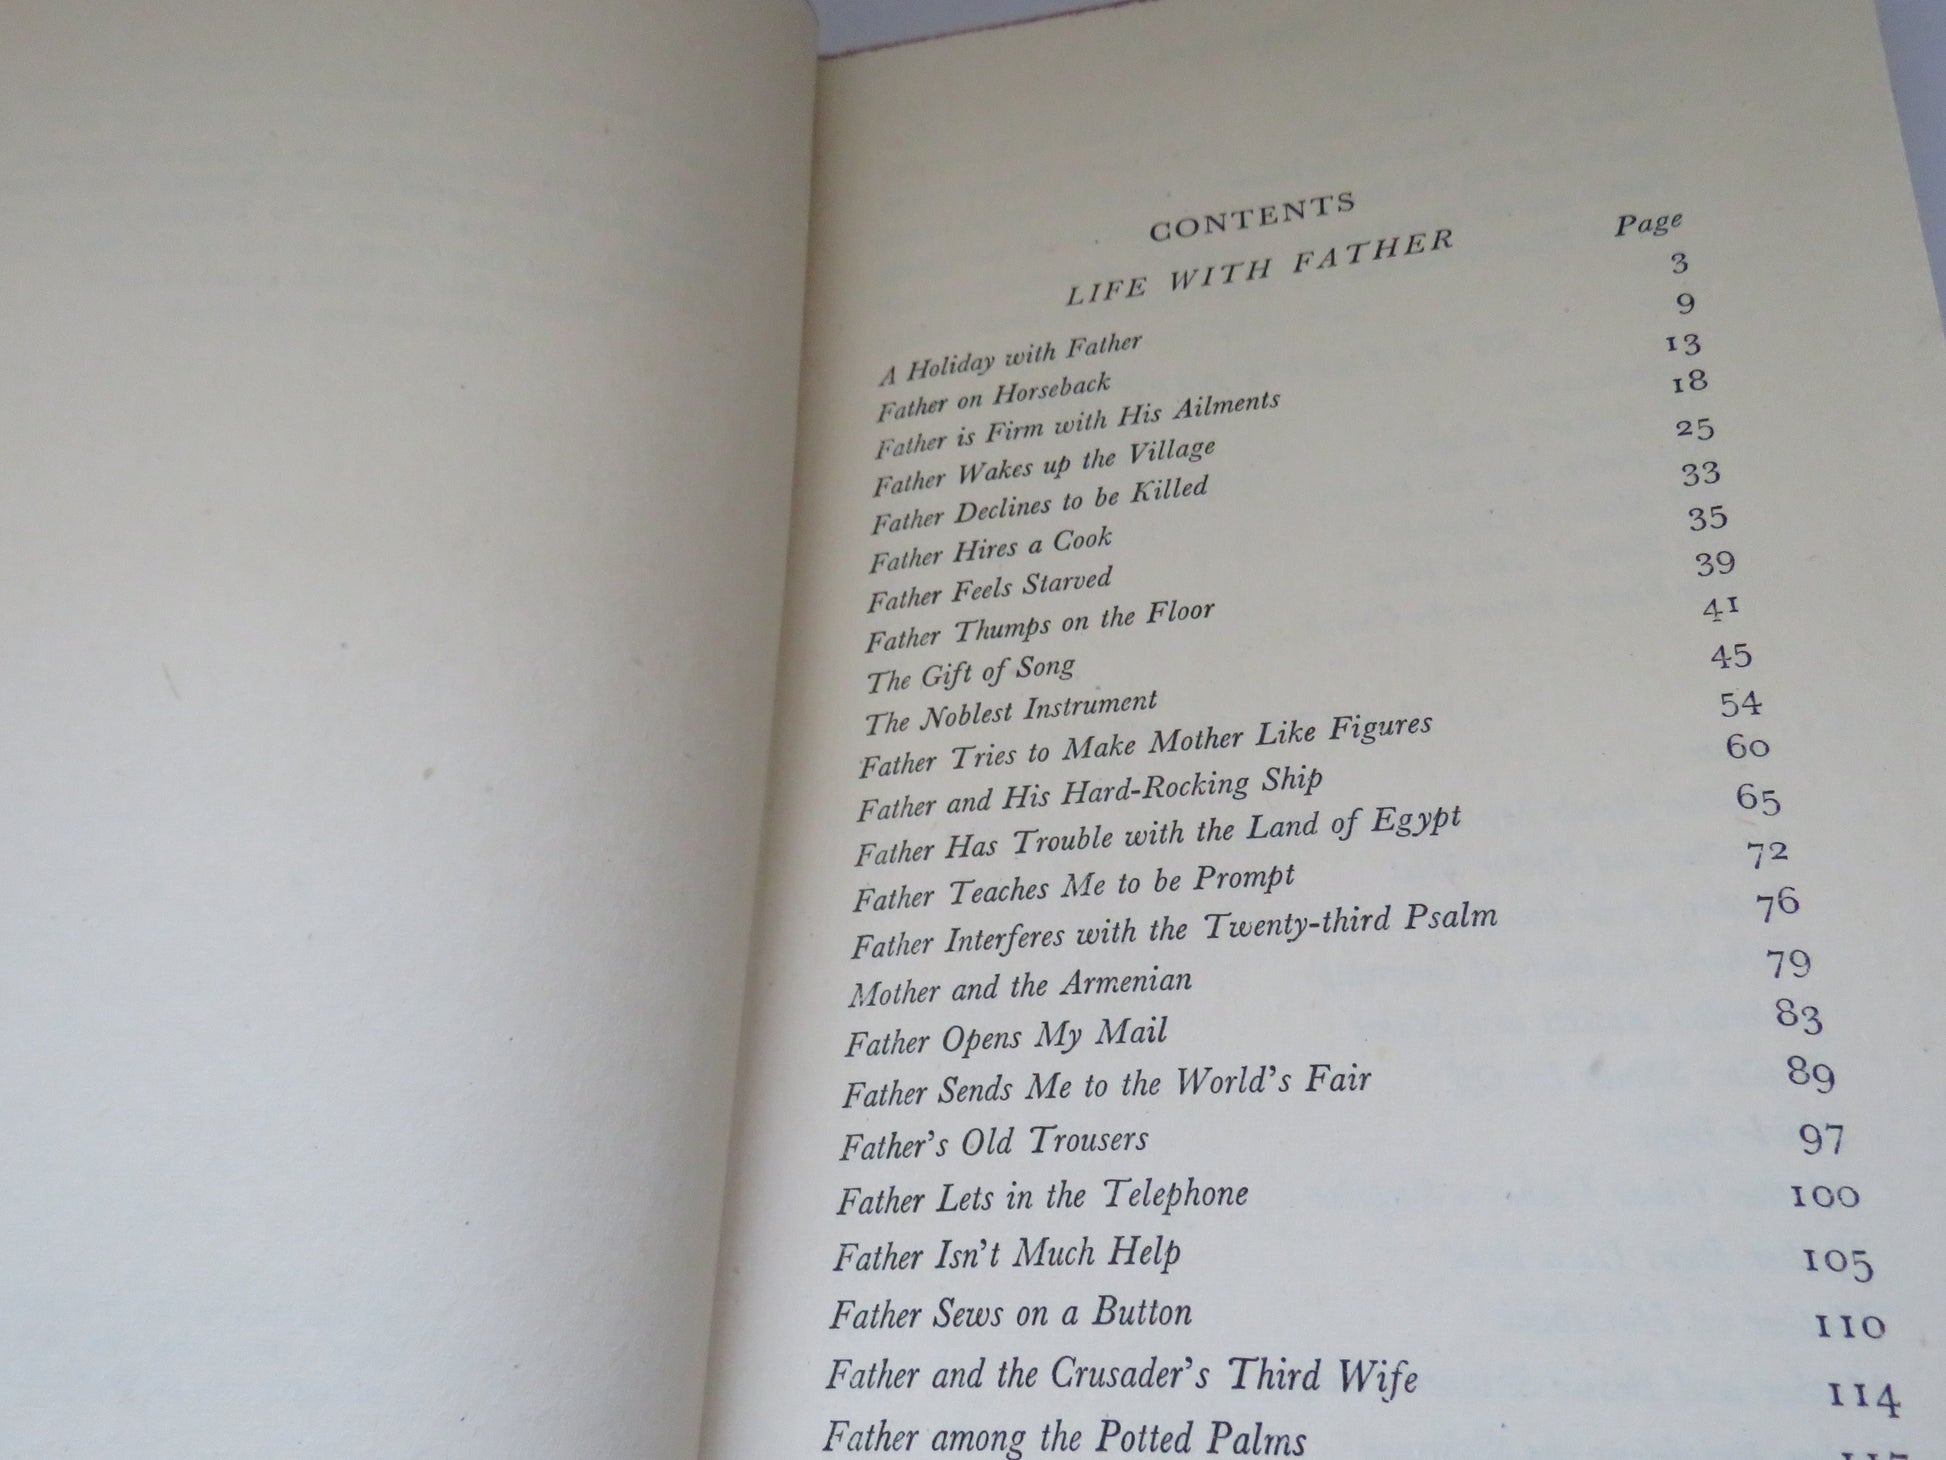 CONTENTS
LIFE WITH FATHER
Page
A Holiday with Father 3
Father on Horseback 9
Father is Firm with His Ailments 13
Father Wakes up the Village 18
Father Declines to be Killed 25
Father Hires a Cook 33
Father Feels Starved 35
Father Thumps on the Floor 39
The Gift of Song 41
The Noblest Instrument 45
Father Tries to Make Mother Like Figures 54
Father and His Hard-Rocking Ship 60
Father Has Trouble with the Land of Egypt 65
Father Teaches Me to be Prompt 72
Father Interferes with the Twenty-third Psalm 76
Mother and the Armenian 79
Father Opens My Mail 83
Father Sends Me to the World's Fair 89
Father's Old Trousers 97
Father Lets in the Telephone 100
Father Isn't Much Help 105
Father Sews on a Button 110
Father and the Crusader's Third Wife 114
Father among the Potted Palms